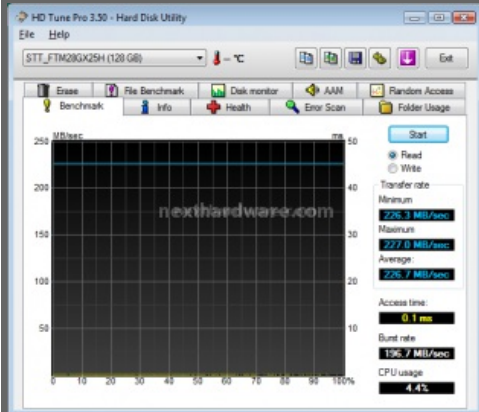 HD Tune Pro 3.50 - Hard Disk Utility
File Help
STT_FTM28GX25H (128 GB) - °C Exit
Erase File Benchmark Disk monitor AAM Random Access
Benchmark Info Health Error Scan Folder Usage
250 MB/sec ms 50
Start
Read
Write
200 40
Transfer rate
Minimum
226.3 MB/sec
Maximum
227.0 MB/sec
Average:
226.7 MB/sec
nexthardware.com
150 30
100 20
50 10
Access time:
0.1 ms
Burst rate
196.7 MB/sec
CPU usage
4.4%
0 10 20 30 40 50 60 70 80 90 100%